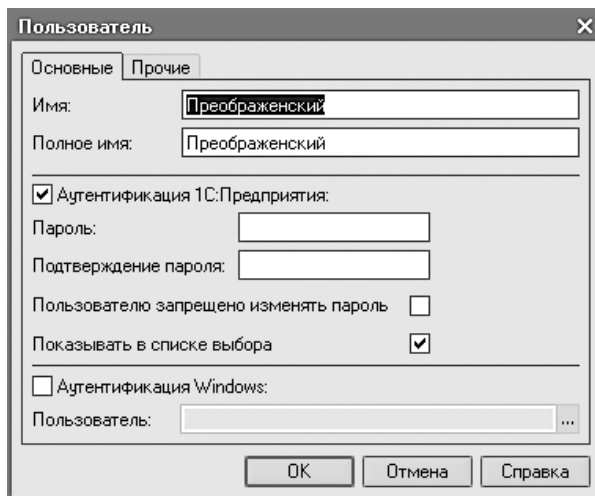 Пользователь
Основные Прочие
Имя: Преображенский
Полное имя: Преображенский
Аутентификация 1С:Предприятия:
Пароль:
Подтверждение пароля:
Пользователю запрещено изменять пароль
Показывать в списке выбора
Аутентификация Windows:
Пользователь: ...
OK Отмена Справка